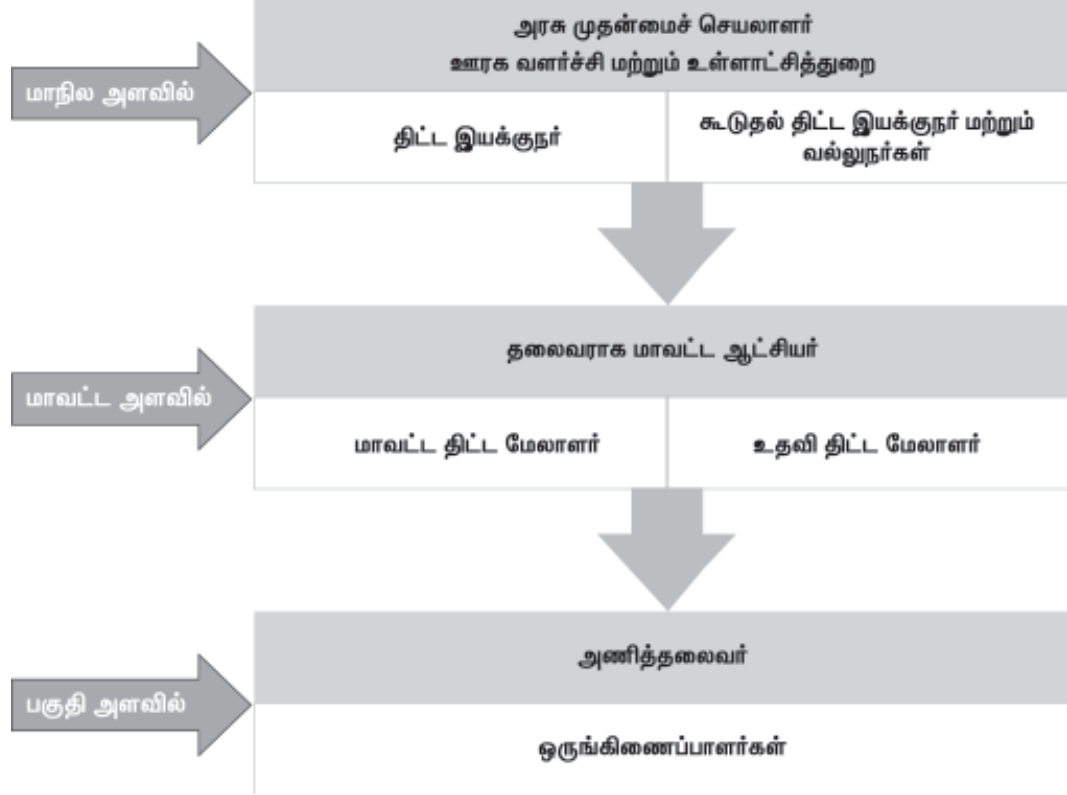 அரசு முதன்மைச் செயலாளர்
ஊரக வளர்ச்சி மற்றும் உள்ளாட்சித்துறை
மாநில அளவில்
திட்ட இயக்குநர்
கூடுதல் திட்ட இயக்குநர் மற்றும்
வல்லுநர்கள்
தலைவராக மாவட்ட ஆட்சியர்
மாவட்ட அளவில்
மாவட்ட திட்ட மேலாளர்
உதவி திட்ட மேலாளர்
அணித்தலைவர்
பகுதி அளவில்
ஒருங்கிணைப்பாளர்கள்